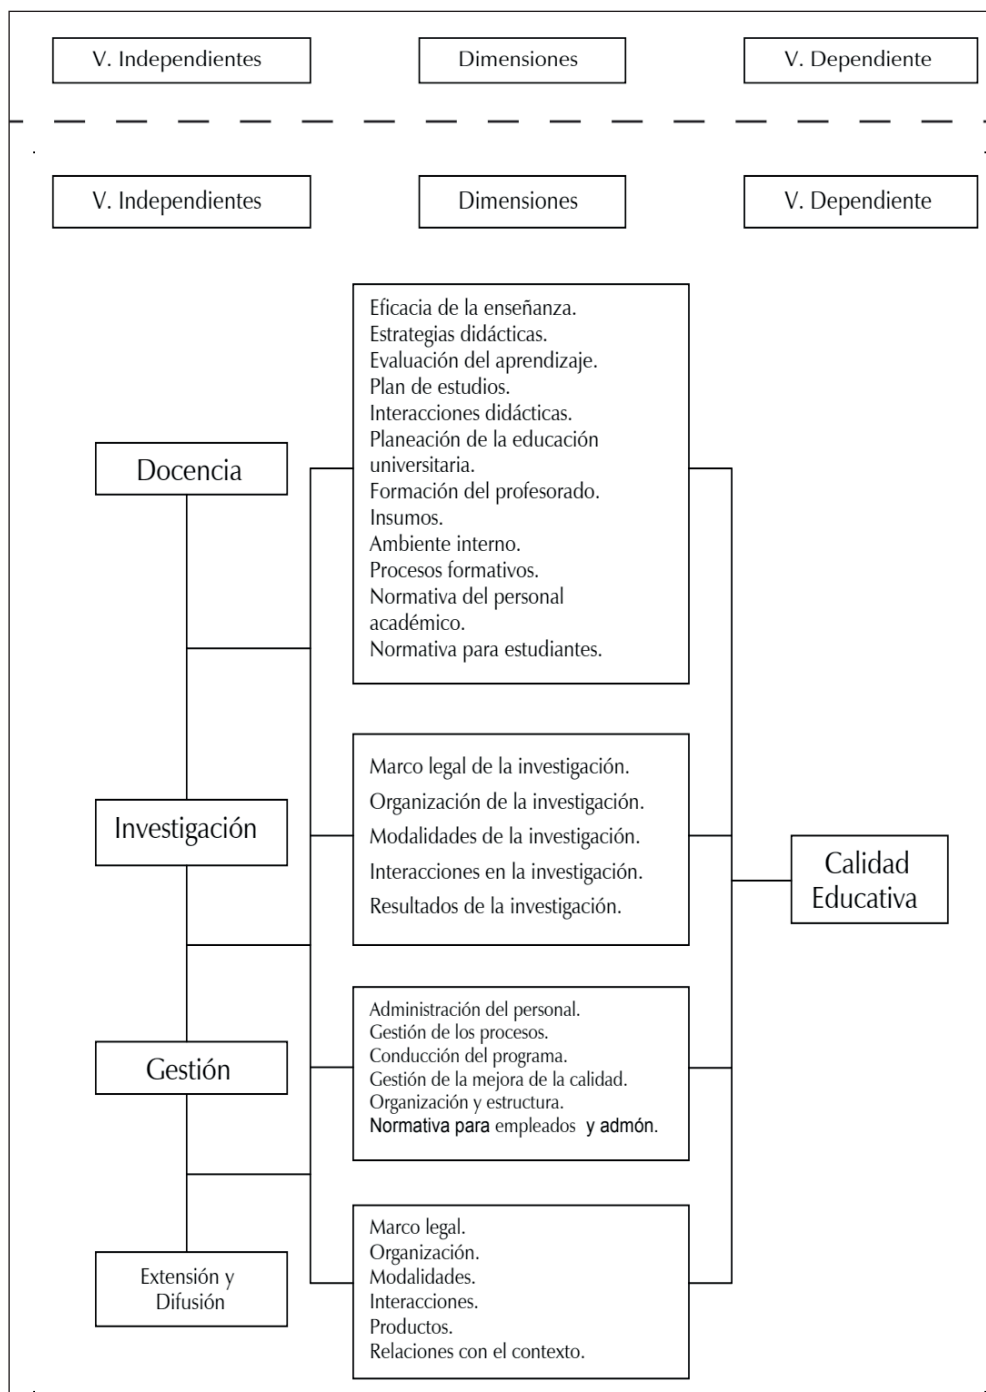 V. Independientes
Dimensiones
V. Dependiente
V. Independientes
Dimensiones
V. Dependiente
Docencia
Eficacia de la enseñanza.
Estrategias didácticas.
Evaluación del aprendizaje.
Plan de estudios.
Interacciones didácticas.
Planeación de la educación
universitaria.
Formación del profesorado.
Insumos.
Ambiente interno.
Procesos formativos.
Normativa del personal
académico.
Normativa para estudiantes.
Investigación
Marco legal de la investigación.
Organización de la investigación.
Modalidades de la investigación.
Interacciones en la investigación.
Resultados de la investigación.
Calidad
Educativa
Gestión
Administración del personal.
Gestión de los procesos.
Conducción del programa.
Gestión de la mejora de la calidad.
Organización y estructura.
Normativa para empleados y admón.
Extensión y
Difusión
Marco legal.
Organización.
Modalidades.
Interacciones.
Productos.
Relaciones con el contexto.